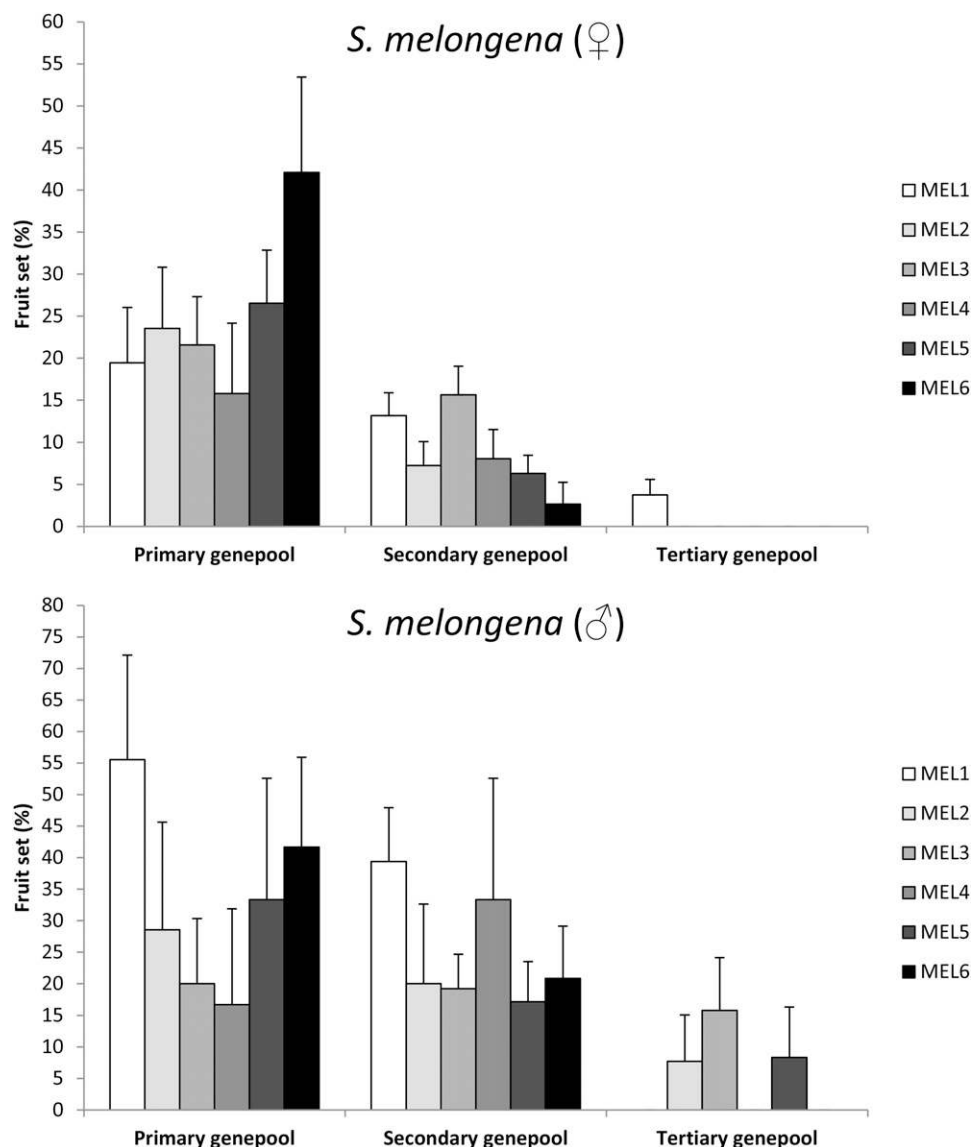 S. melongena (♀)
Fruit set (%)
60
55
50
45
40
35
30
25
20
15
10
5
0
Primary genepool
Secondary genepool
Tertiary genepool
MEL1
MEL2
MEL3
MEL4
MEL5
MEL6
S. melongena (♂)
Fruit set (%)
80
75
70
65
60
55
50
45
40
35
30
25
20
15
10
5
0
Primary genepool
Secondary genepool
Tertiary genepool
MEL1
MEL2
MEL3
MEL4
MEL5
MEL6